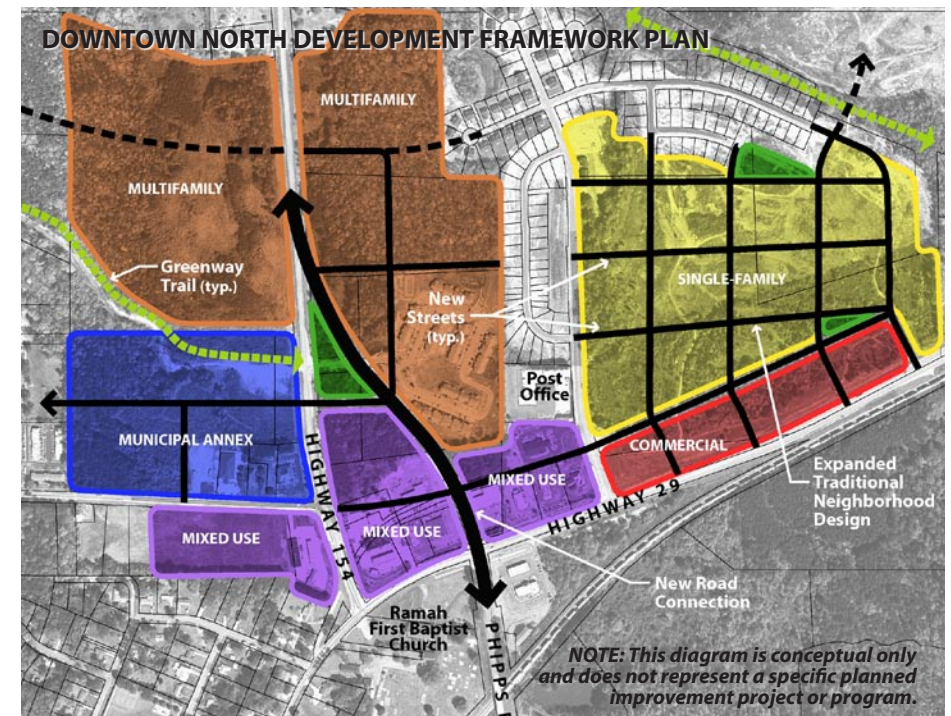 DOWNTOWN NORTH DEVELOPMENT FRAMEWORK PLAN
MULTIFAMILY
MULTIFAMILY
Greenway
Trail (typ.)
SINGLE-FAMILY
New
Streets
(typ.)
Post
Office
MUNICIPAL ANNEX
COMMERCIAL
HIGHWAY 154
MIXED USE
MIXED USE
MIXED USE
HIGHWAY 29
Expanded
Traditional
Neighborhood
Design
New Road
Connection
Ramah
First Baptist
Church
PHIPPS
NOTE: This diagram is conceptual only
and does not represent a specific planned
improvement project or program.